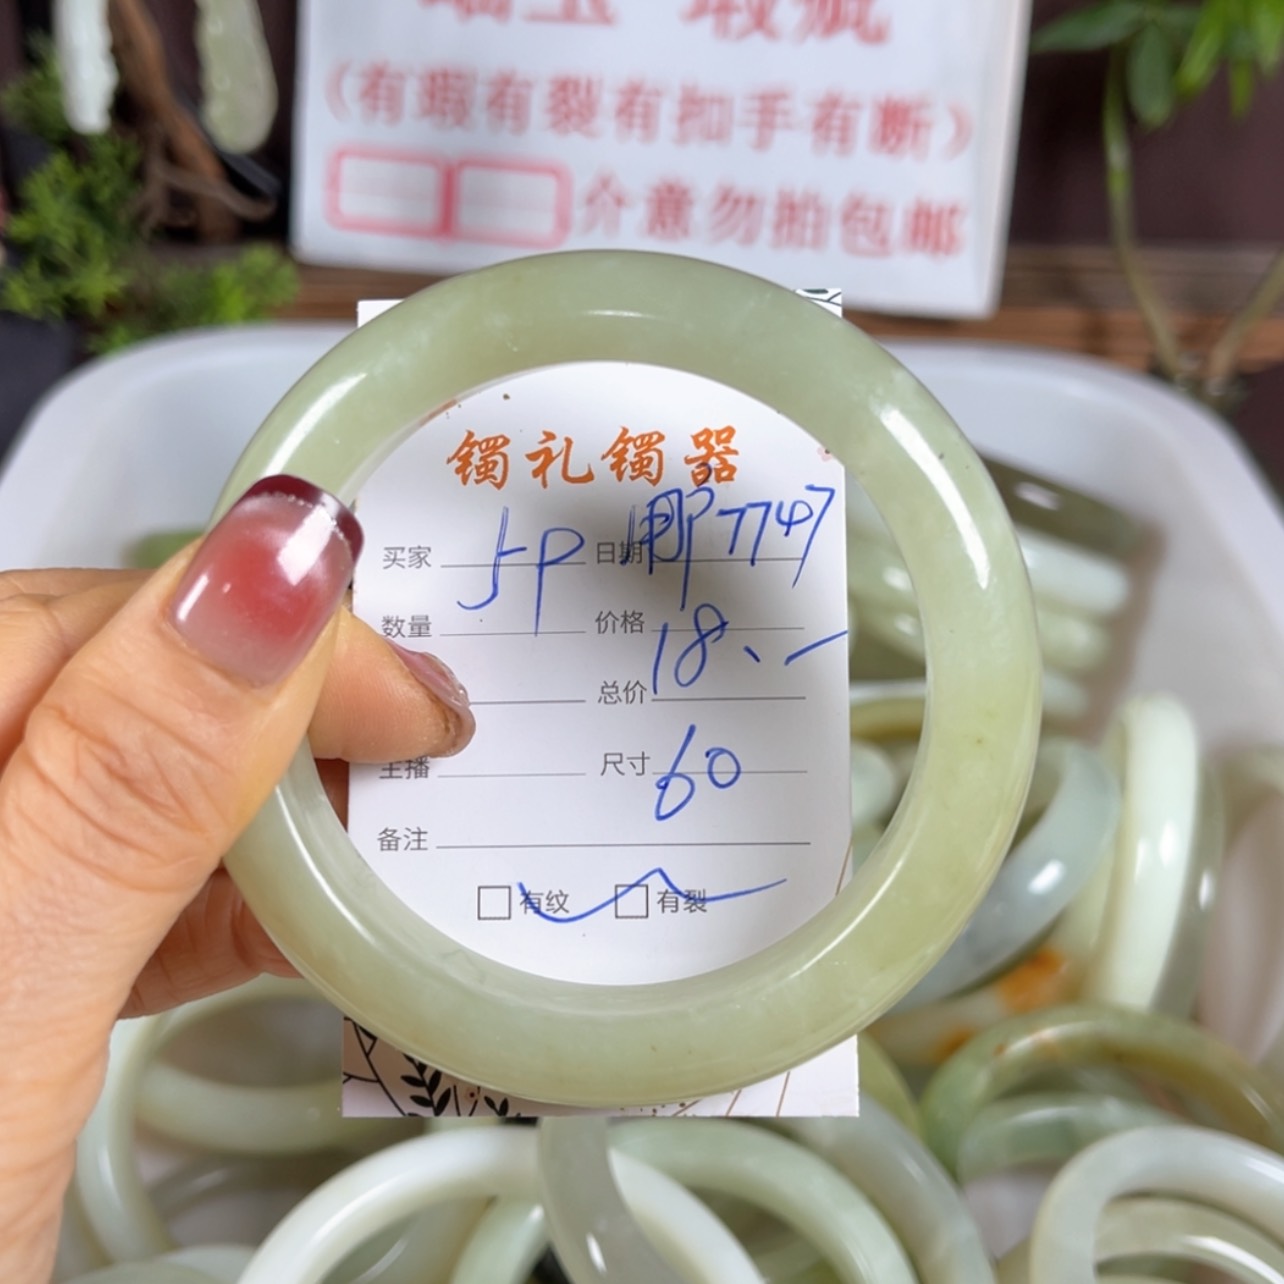 （有瑕有裂有扣手有断）
介意勿拍包邮
镯礼镯器
买家 日期 7747
数量 价格 18、-
总价
主播 尺寸 60
备注
□有纹 □有裂